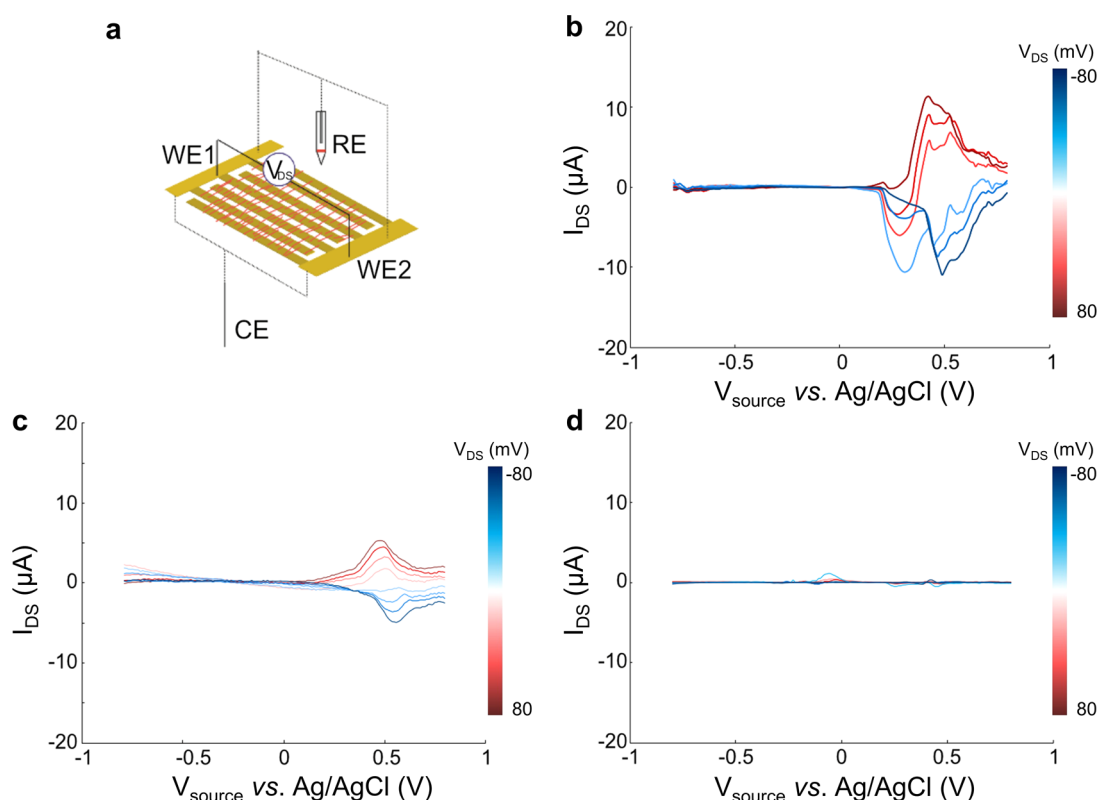 a
WE1
V_DS
RE
WE2
CE
b
V_DS (mV)
-80
80
20
10
0
-10
-20
I_DS (µA)
-1
-0.5
0
0.5
1
V_source vs. Ag/AgCl (V)
c
V_DS (mV)
-80
80
20
10
0
-10
-20
I_DS (µA)
-1
-0.5
0
0.5
1
V_source vs. Ag/AgCl (V)
d
V_DS (mV)
-80
80
20
10
0
-10
-20
I_DS (µA)
-1
-0.5
0
0.5
1
V_source vs. Ag/AgCl (V)